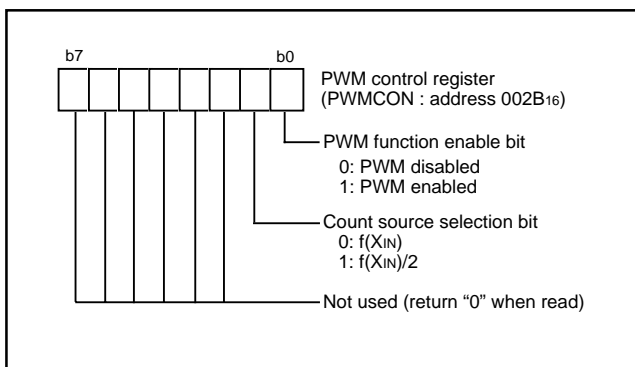 b7 b0
PWM control register
(PWMCON : address 002B16)
PWM function enable bit
0: PWM disabled
1: PWM enabled
Count source selection bit
0: f(XIN)
1: f(XIN)/2
Not used (return “0” when read)